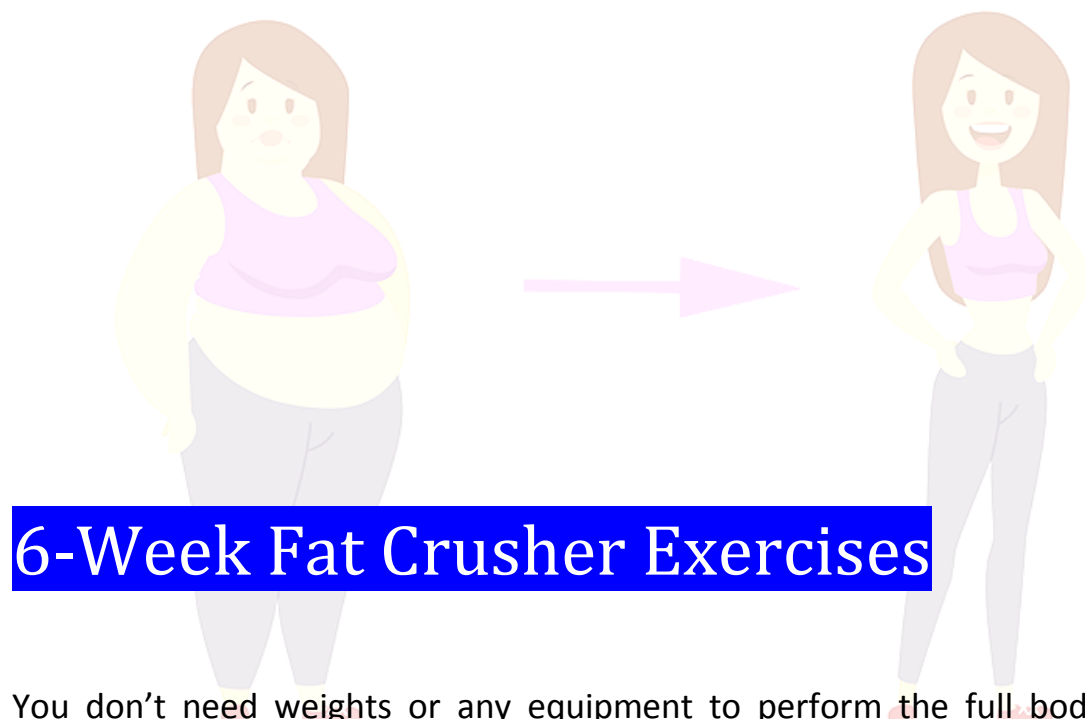 6-Week Fat Crusher Exercises
You don’t need weights or any equipment to perform the full bod